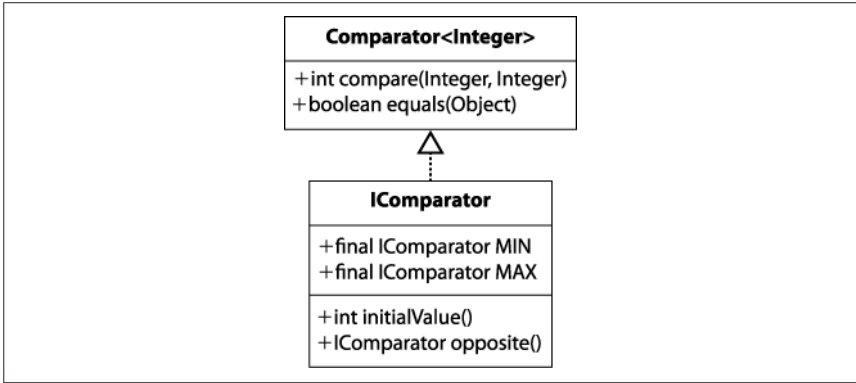 Comparator<Integer>
+int compare(Integer, Integer)
+boolean equals(Object)
IComparator
+final IComparator MIN
+final IComparator MAX
+int initialValue()
+IComparator opposite()